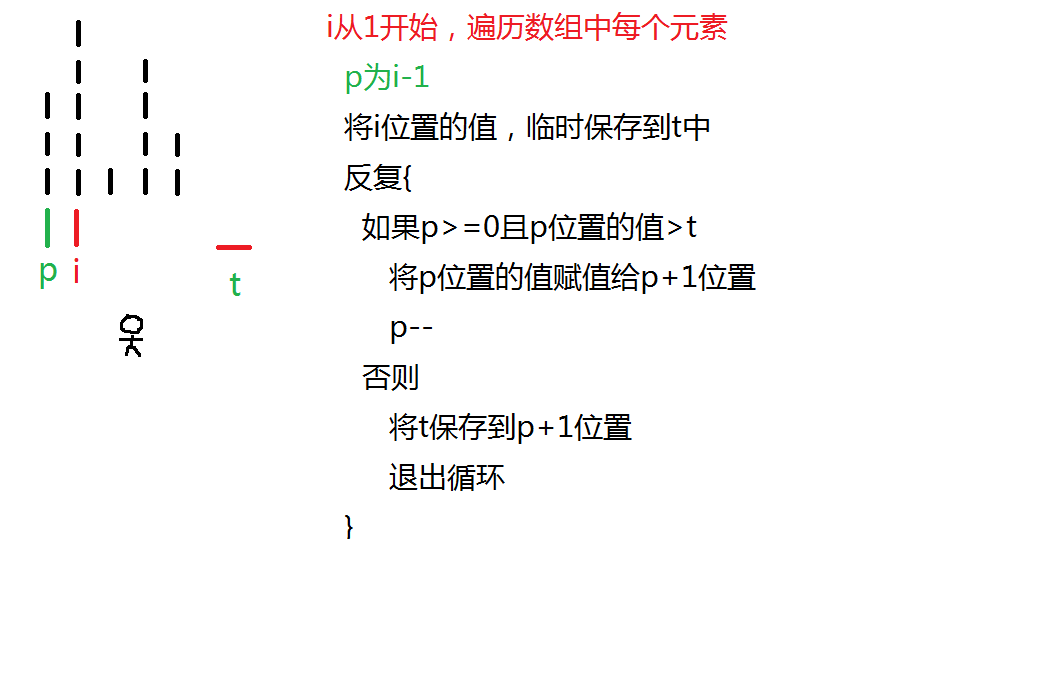 i从1开始，遍历数组中每个元素
p为i-1
将i位置的值，临时保存到t中
反复{
如果p>=0且p位置的值>t
将p位置的值赋值给p+1位置
p--
否则
将t保存到p+1位置
退出循环
}
p i
t